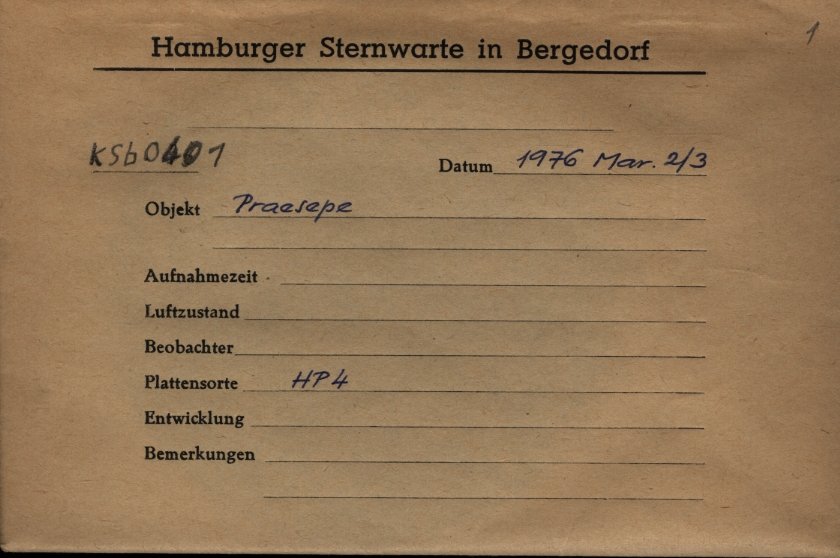 1
Hamburger Sternwarte in Bergedorf
KSb0401
Datum 1976 Mar. 2/3
Objekt Praesepe
Aufnahmezeit
Luftzustand
Beobachter
Plattensorte HP4
Entwicklung
Bemerkungen